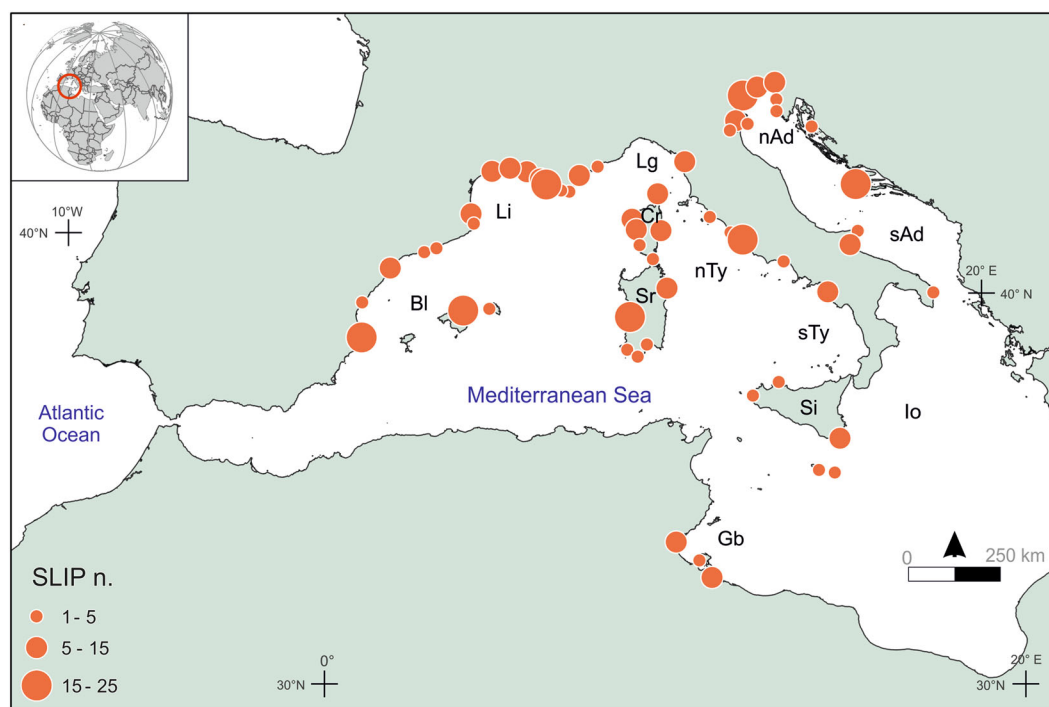 nAd
Lg
10°W
40°N
Cr
Li
sAd
nTy
20° E
40° N
Sr
Bl
sTy
Mediterranean Sea
Si
Io
Atlantic
Ocean
Gb
0
250 km
SLIP n.
1 - 5
5 - 15
15 - 25
0°
30°N
20° E
30°N